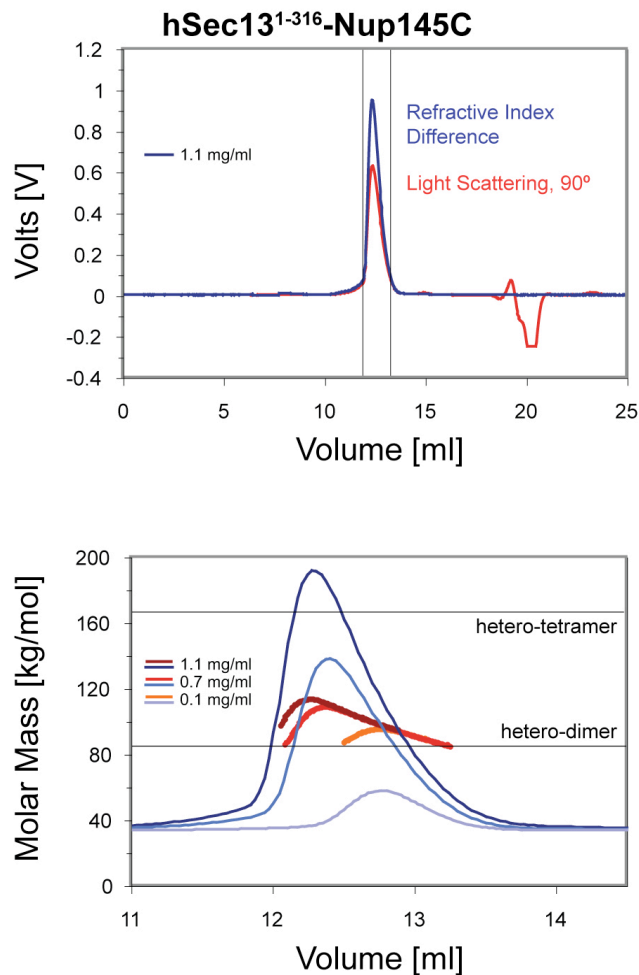 hSec13¹⁻³¹⁶-Nup145C
1.2
1
0.8
0.6
0.4
0.2
0
-0.2
-0.4
Volts [V]
1.1 mg/ml
Refractive Index
Difference
Light Scattering, 90º
0 5 10 15 20 25
Volume [ml]
200
160
120
80
40
0
Molar Mass [kg/mol]
hetero-tetramer
1.1 mg/ml
0.7 mg/ml
0.1 mg/ml
hetero-dimer
11 12 13 14
Volume [ml]